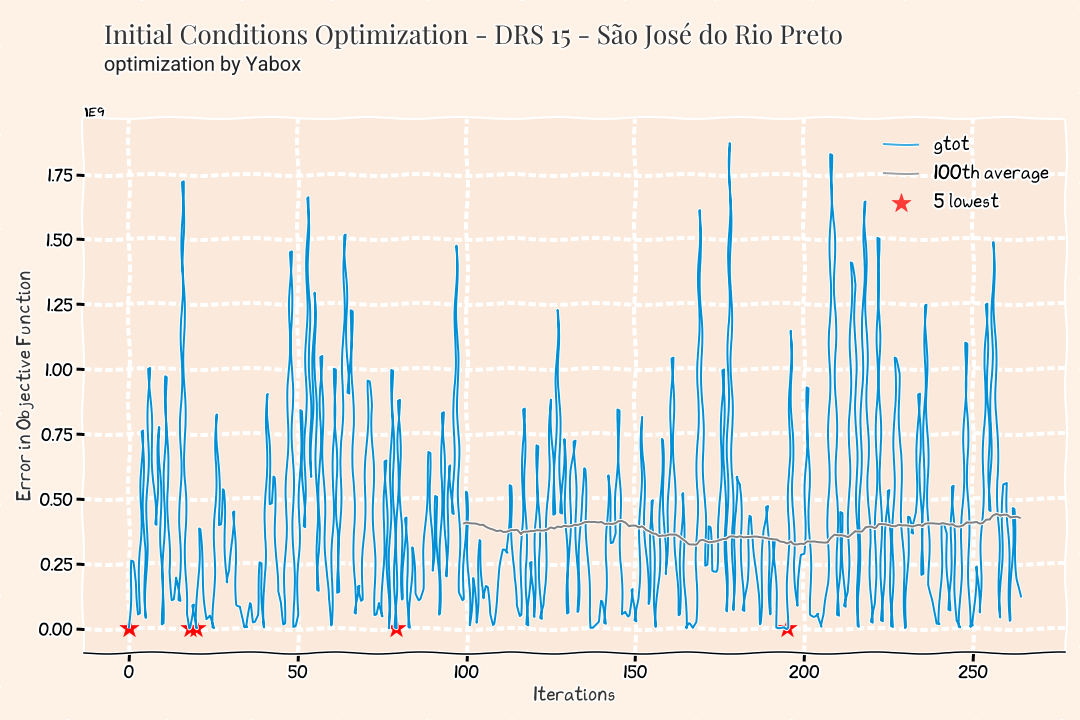 Initial Conditions Optimization - DRS 15 - São José do Rio Preto
optimization by Yabox
1E9
gtot
100th average
5 lowest
1.75
1.50
1.25
1.00
0.75
0.50
0.25
0.00
Error in Objective Function
0 50 100 150 200 250
Iterations